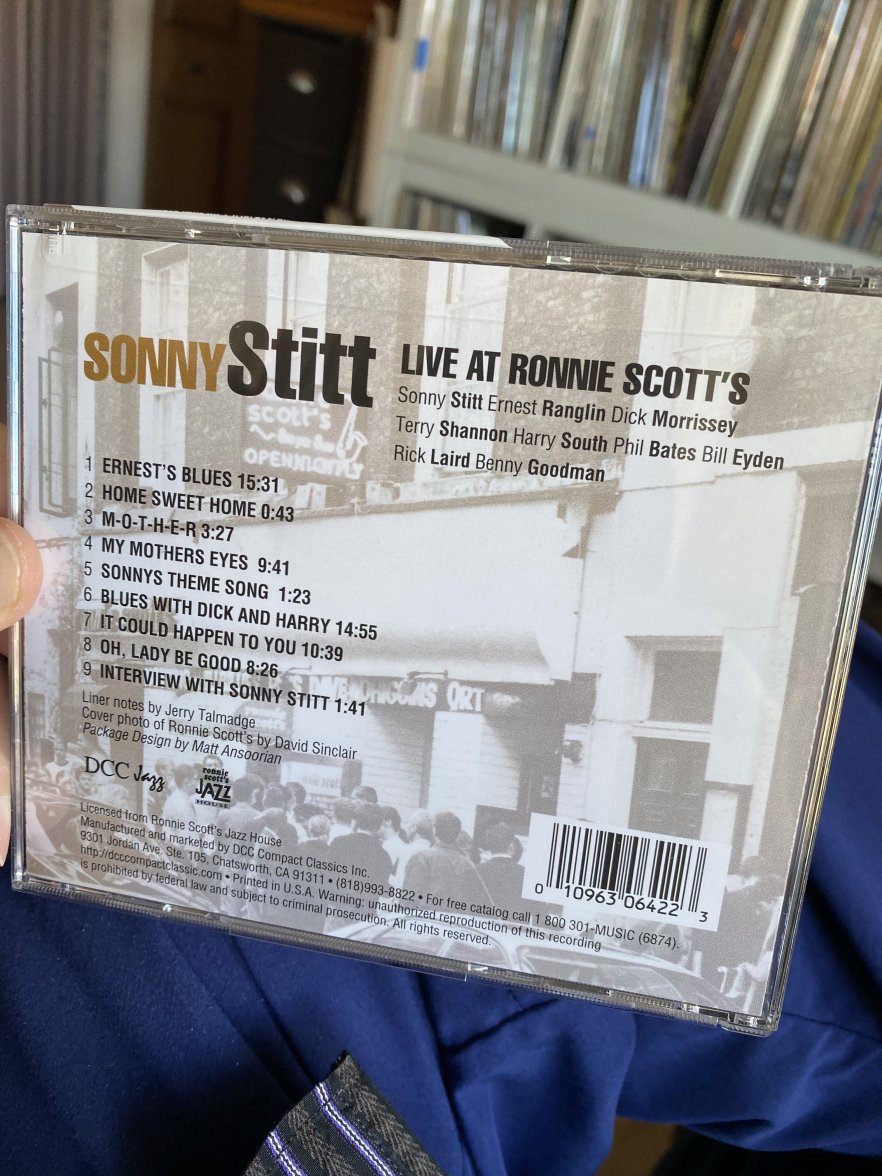 SONNY Stitt
LIVE AT RONNIE SCOTT'S
Sonny Stitt Ernest Ranglin Dick Morrissey
Terry Shannon Harry South Phil Bates Bill Eyden
Rick Laird Benny Goodman
scott's
OPENNIGHTLY
1 ERNEST'S BLUES 15:31
2 HOME SWEET HOME 0:43
3 M-O-T-H-E-R 3:27
4 MY MOTHERS EYES 9:41
5 SONNYS THEME SONG 1:23
6 BLUES WITH DICK AND HARRY 14:55
7 IT COULD HAPPEN TO YOU 10:39
8 OH, LADY BE GOOD 8:26
9 INTERVIEW WITH SONNY STITT 1:41
Liner notes by Jerry Talmadge
Cover photo of Ronnie Scott's by David Sinclair
Package Design by Matt Ansoorian
DCC Jazz
ronnie
scott's
JAZZ
HOUSE
Licensed from Ronnie Scott's Jazz House
Manufactured and marketed by DCC Compact Classics Inc.
9301 Jordan Ave. Ste. 105, Chatsworth, CA 91311 • (818)993-8822 • For free catalog call 1 800 301-MUSIC (6874).
http://dcccompactclassic.com • Printed in U.S.A. Warning: unauthorized reproduction of this recording
is prohibited by federal law and subject to criminal prosecution. All rights reserved.
0 10963 06422 3